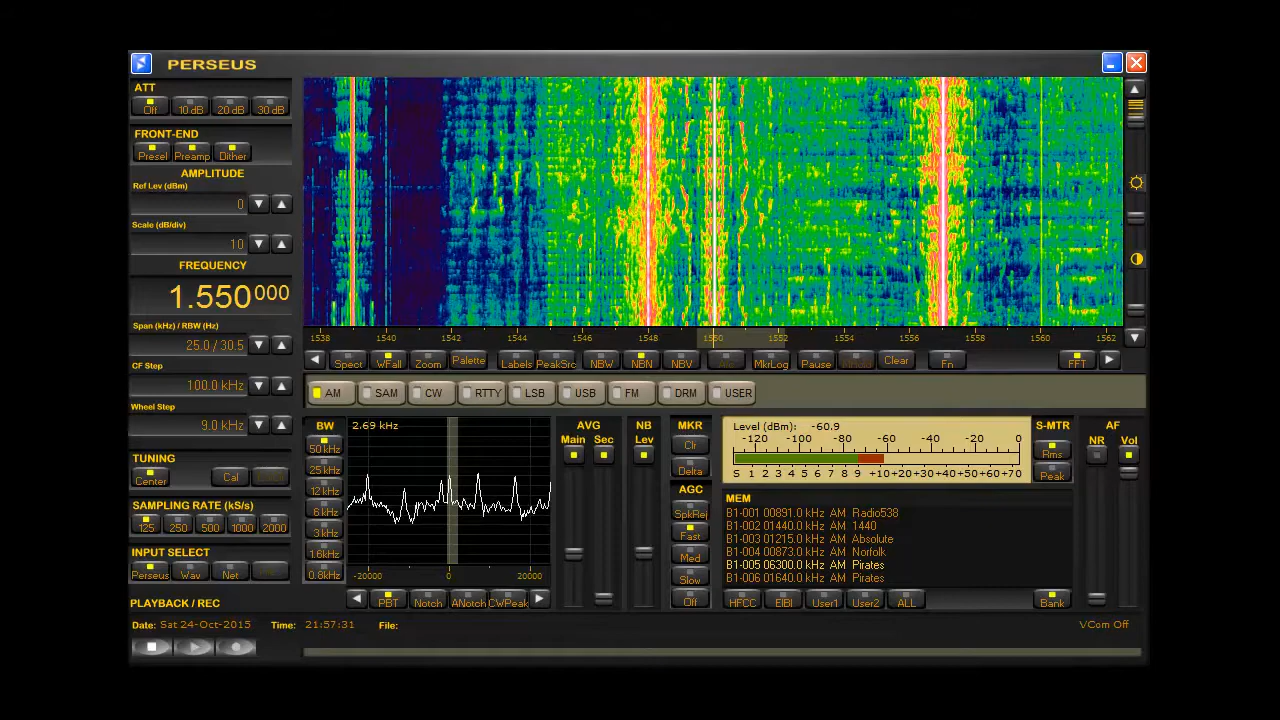 PERSEUS
ATT
Off 10 dB 20 dB 30 dB
FRONT-END
Presel Preamp Dither
AMPLITUDE
Ref Lev (dBm)
0
Scale (dB/div)
10
FREQUENCY
1.550000
Span (kHz) / RBW (Hz)
25.0 / 30.5
CF Step
100.0 kHz
Wheel Step
9.0 kHz
TUNING
Center Cal
SAMPLING RATE (kS/s)
125 250 500 1000 2000
INPUT SELECT
Perseus Wav Net
PLAYBACK / REC
1538 1540 1542 1544 1546 1548 1550 1552 1554 1556 1558 1560 1562
Spect WFall Zoom Palette Labels PeakSrc NBW NBN NBV MkrLog Pause Clear Fn FFT
AM SAM CW RTTY LSB USB FM DRM USER
BW
50 kHz
25 kHz
12 kHz
6 kHz
3 kHz
1.6kHz
0.8kHz
2.69 kHz
-20000 0 20000
PBT Notch ANotch CWPeak
AVG
Main Sec
NB
Lev
MKR
Clr
Delta
AGC
SpkRej
Fast
Med
Slow
Off
Level (dBm): -60.9
-120 -100 -80 -60 -40 -20 0
S 1 2 3 4 5 6 7 8 9 +10 +20+30+40+50+60+70
S-MTR
Rms
Peak
AF
NR Vol
MEM
B1-001 00891.0 kHz AM Radio538
B1-002 01440.0 kHz AM 1440
B1-003 01215.0 kHz AM Absolute
B1-004 00873.0 kHz AM Norfolk
B1-005 06300.0 kHz AM Pirates
B1-006 01640.0 kHz AM Pirates
HFCC EIBI User1 User2 ALL Bank
Date: Sat 24-Oct-2015 Time: 21:57:31 File: VCom Off